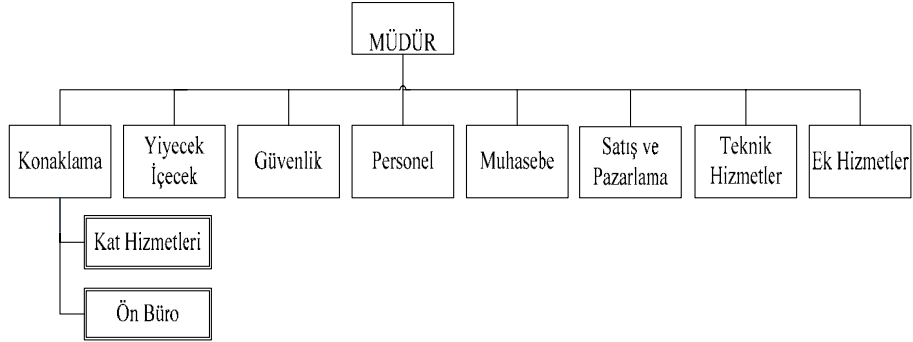 MÜDÜR
Konaklama
Yiyecek
İçecek
Güvenlik
Personel
Muhasebe
Satış ve
Pazarlama
Teknik
Hizmetler
Ek Hizmetler
Kat Hizmetleri
Ön Büro